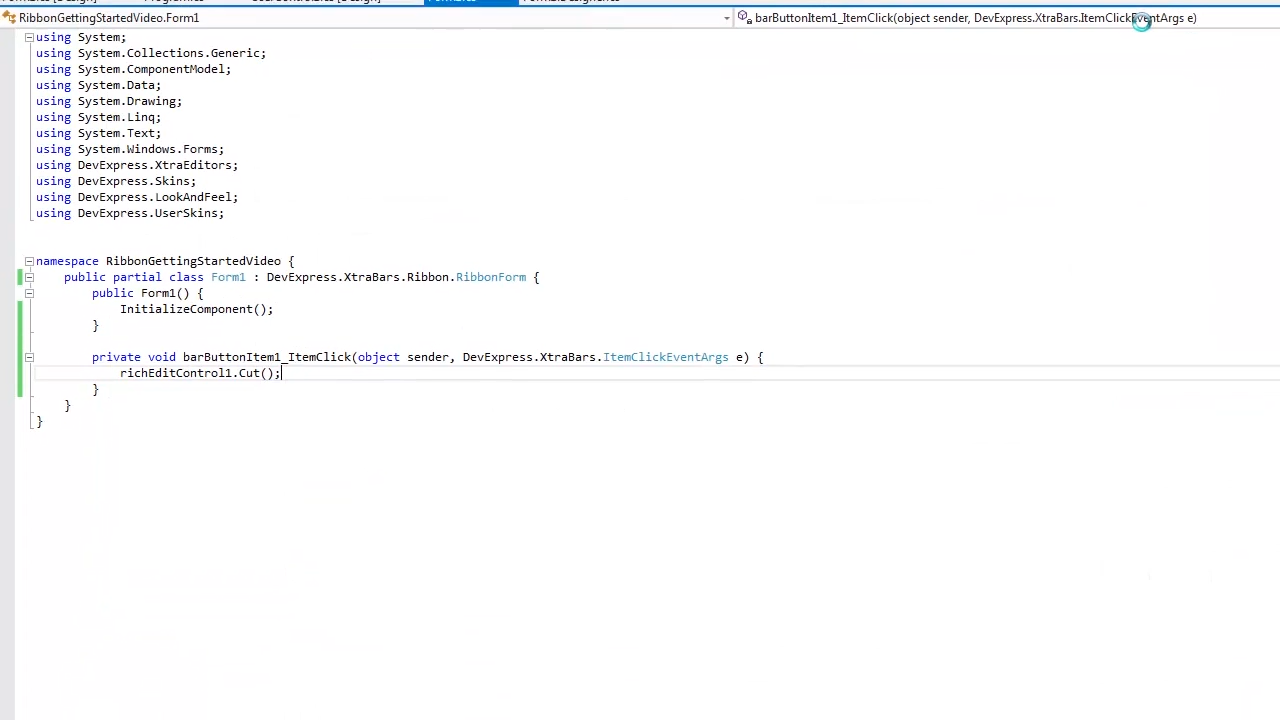 RibbonGettingStartedVideo.Form1
barButtonItem1_ItemClick(object sender, DevExpress.XtraBars.ItemClickEventArgs e)
using System;
using System.Collections.Generic;
using System.ComponentModel;
using System.Data;
using System.Drawing;
using System.Linq;
using System.Text;
using System.Windows.Forms;
using DevExpress.XtraEditors;
using DevExpress.Skins;
using DevExpress.LookAndFeel;
using DevExpress.UserSkins;
namespace RibbonGettingStartedVideo {
public partial class Form1 : DevExpress.XtraBars.Ribbon.RibbonForm {
public Form1() {
InitializeComponent();
}
private void barButtonItem1_ItemClick(object sender, DevExpress.XtraBars.ItemClickEventArgs e) {
richEditControl1.Cut();
}
}
}